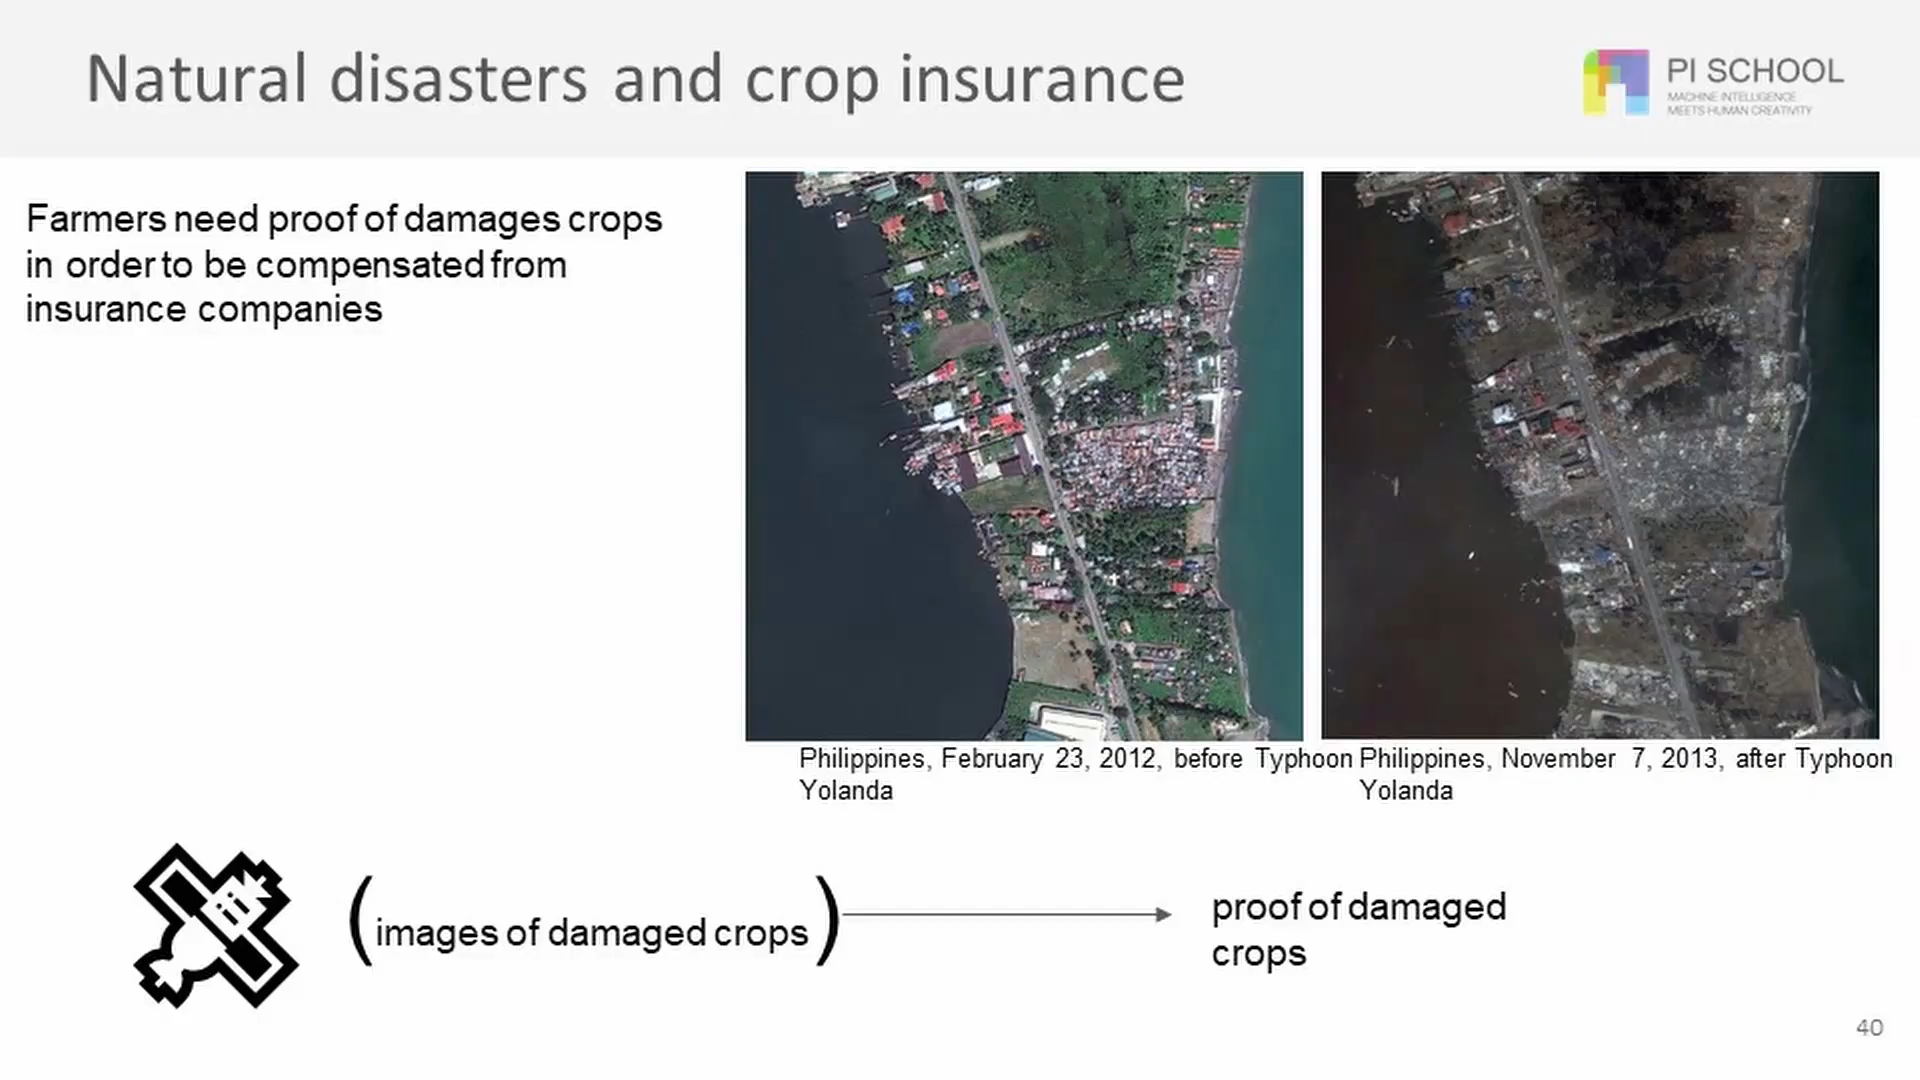 Natural disasters and crop insurance
PI SCHOOL
MACHINE INTELLIGENCE
MEETS HUMAN CREATIVITY
Farmers need proof of damages crops
in order to be compensated from
insurance companies
Philippines, February 23, 2012, before Typhoon
Yolanda
Philippines, November 7, 2013, after Typhoon
Yolanda
(images of damaged crops)
proof of damaged
crops
40